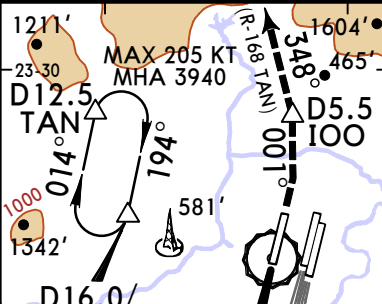 1211'
1604'
(R-168 TAN)
348°
MAX 205 KT
MHA 3940
465'
23-30
D12.5
TAN
D5.5
IOO
014°
194°
001°
1000
581'
1342'
D16.0/